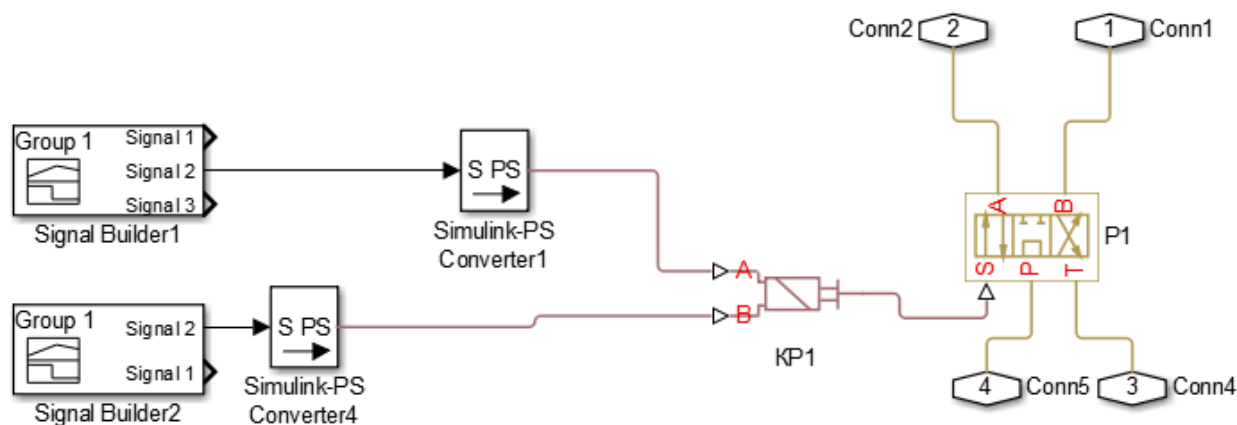 Conn2
2
1
Conn1
Group 1
Signal 1
Signal 2
Signal 3
Signal Builder1
S PS
Simulink-PS
Converter1
A
B
P1
S
P
T
A
B
КР1
Group 1
Signal 2
Signal 1
Signal Builder2
S PS
Simulink-PS
Converter4
4
Conn5
3
Conn4